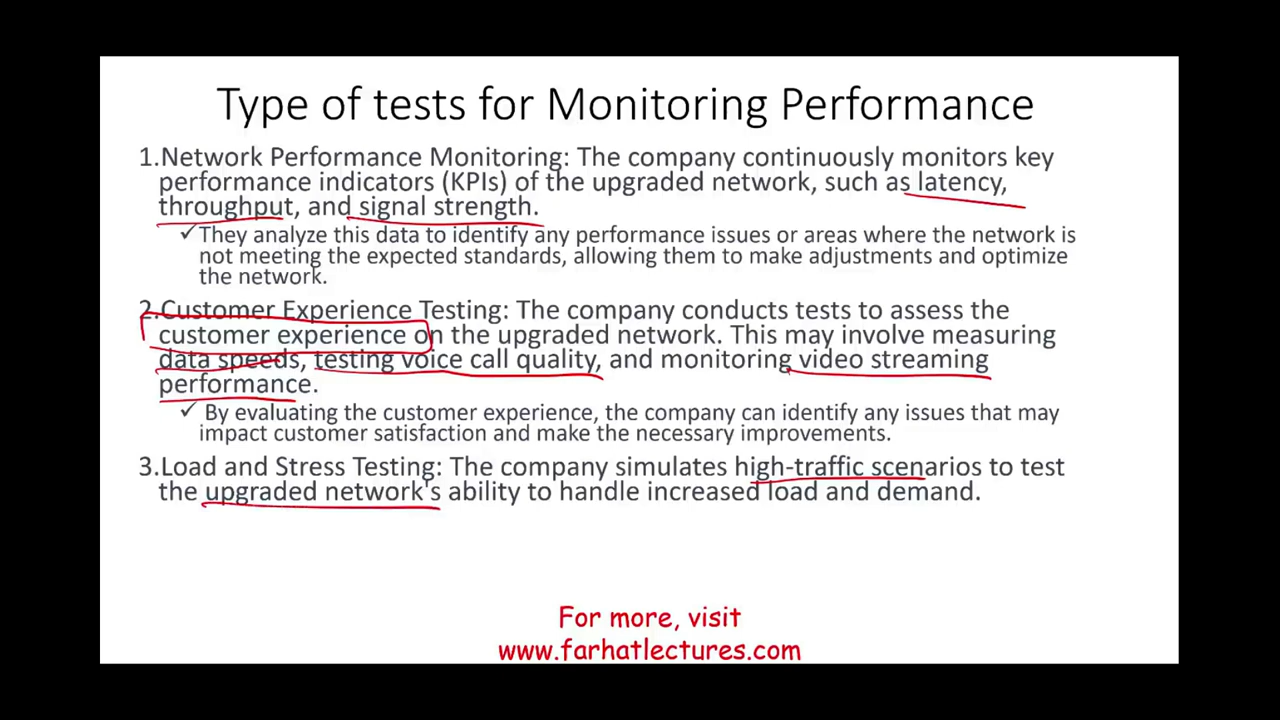 Type of tests for Monitoring Performance
1.Network Performance Monitoring: The company continuously monitors key
performance indicators (KPIs) of the upgraded network, such as latency,
throughput, and signal strength.
✓They analyze this data to identify any performance issues or areas where the network is
not meeting the expected standards, allowing them to make adjustments and optimize
the network.
2.Customer Experience Testing: The company conducts tests to assess the
customer experience on the upgraded network. This may involve measuring
data speeds, testing voice call quality, and monitoring video streaming
performance.
✓ By evaluating the customer experience, the company can identify any issues that may
impact customer satisfaction and make the necessary improvements.
3.Load and Stress Testing: The company simulates high-traffic scenarios to test
the upgraded network's ability to handle increased load and demand.
For more, visit
www.farhatlectures.com